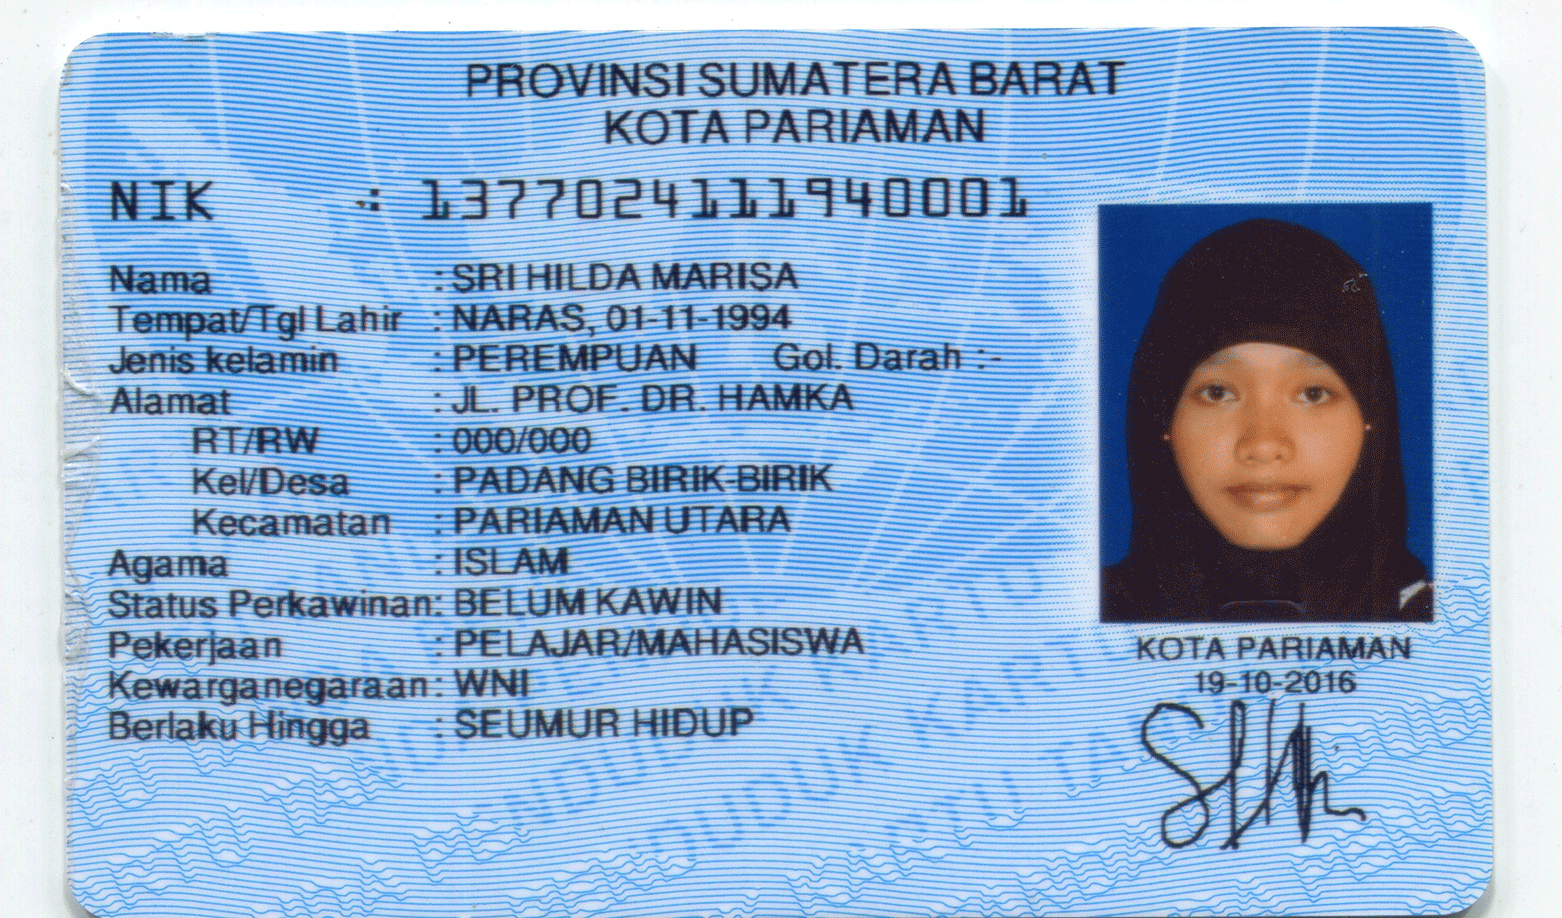 PROVINSI SUMATERA BARAT
KOTA PARIAMAN
NIK : 1377024111940001
Nama : SRI HILDA MARISA
Tempat/Tgl Lahir : NARAS, 01-11-1994
Jenis kelamin : PEREMPUAN Gol. Darah :-
Alamat : JL. PROF. DR. HAMKA
RT/RW : 000/000
Kel/Desa : PADANG BIRIK-BIRIK
Kecamatan : PARIAMAN UTARA
Agama : ISLAM
Status Perkawinan: BELUM KAWIN
Pekerjaan : PELAJAR/MAHASISWA
Kewarganegaraan: WNI
Berlaku Hingga : SEUMUR HIDUP
KOTA PARIAMAN
19-10-2016